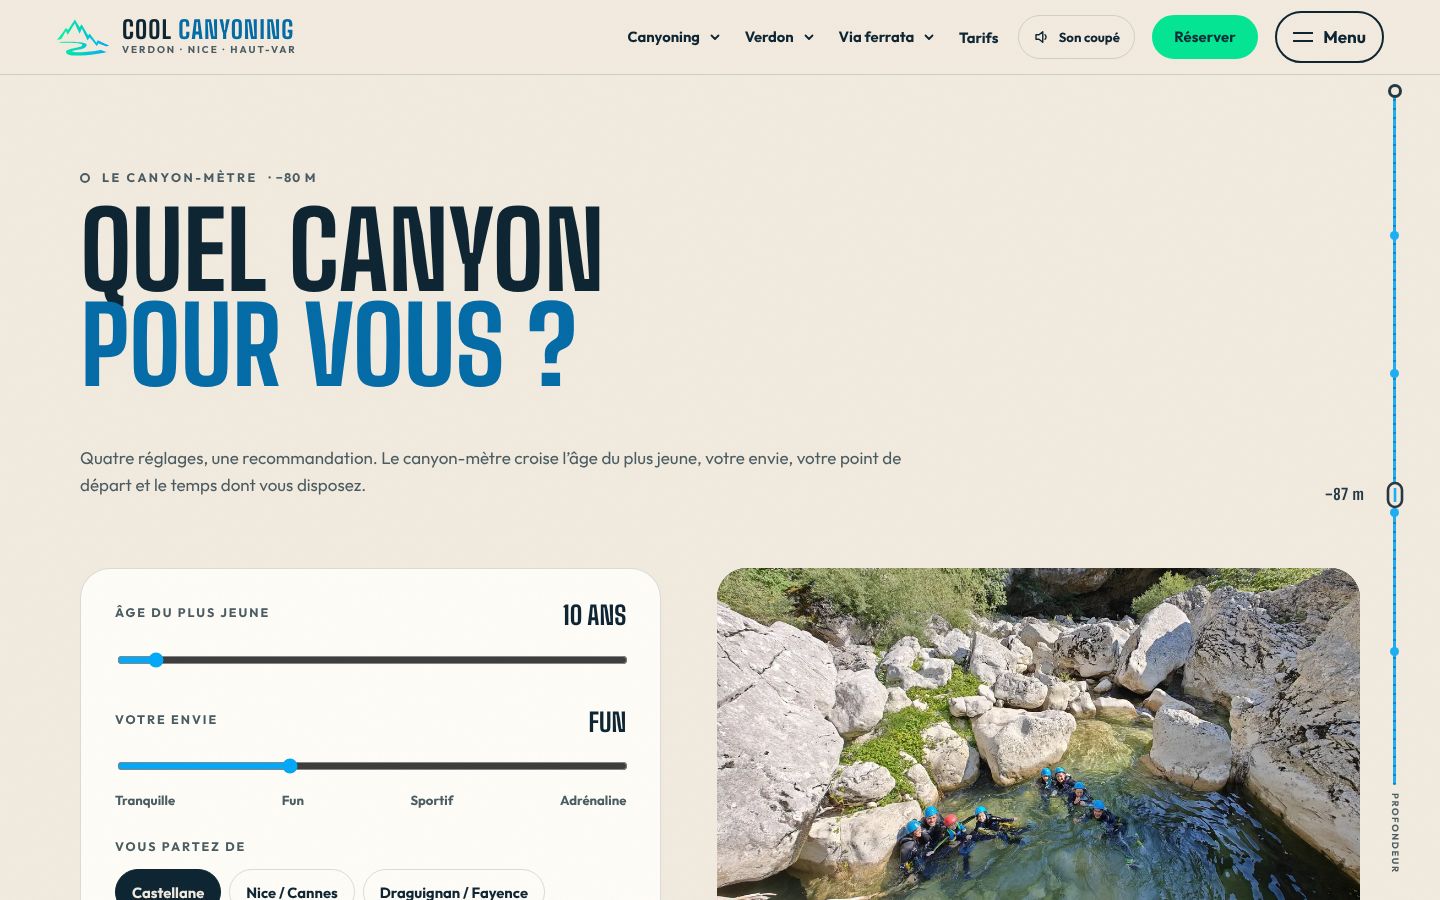 COOL CANYONING
VERDON · NICE · HAUT-VAR
Canyoning
Verdon
Via ferrata
Tarifs
Son coupé
Réserver
Menu
LE CANYON-MÈTRE · −80 M
QUEL CANYON
POUR VOUS ?
Quatre réglages, une recommandation. Le canyon-mètre croise l’âge du plus jeune, votre envie, votre point de
départ et le temps dont vous disposez.
−87 m
ÂGE DU PLUS JEUNE
10 ANS
VOTRE ENVIE
FUN
Tranquille
Fun
Sportif
Adrénaline
VOUS PARTEZ DE
Castellane
Nice / Cannes
Draguignan / Fayence
PROFONDEUR